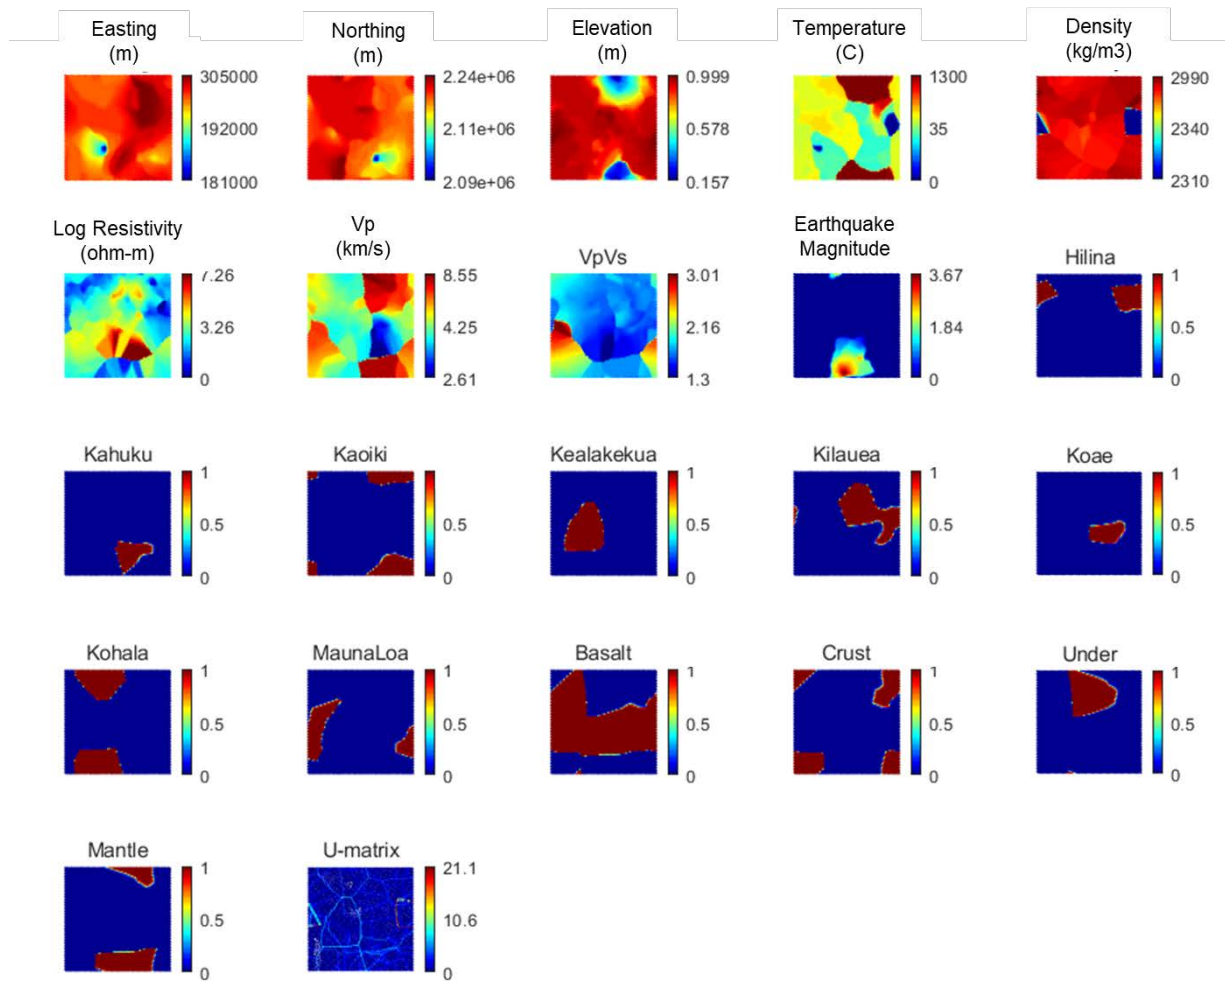 Easting
(m)
Northing
(m)
Elevation
(m)
Temperature
(C)
Density
(kg/m3)
305000
192000
181000
2.24e+06
2.11e+06
2.09e+06
0.999
0.578
0.157
1300
35
0
2990
2340
2310
Log Resistivity
(ohm-m)
Vp
(km/s)
VpVs
Earthquake
Magnitude
Hilina
7.26
3.26
0
8.55
4.25
2.61
3.01
2.16
1.3
3.67
1.84
0
1
0.5
0
Kahuku
Kaoiki
Kealakekua
Kilauea
Koae
1
0.5
0
1
0.5
0
1
0.5
0
1
0.5
0
1
0.5
0
Kohala
MaunaLoa
Basalt
Crust
Under
1
0.5
0
1
0.5
0
1
0.5
0
1
0.5
0
1
0.5
0
Mantle
U-matrix
1
0.5
0
21.1
10.6
0